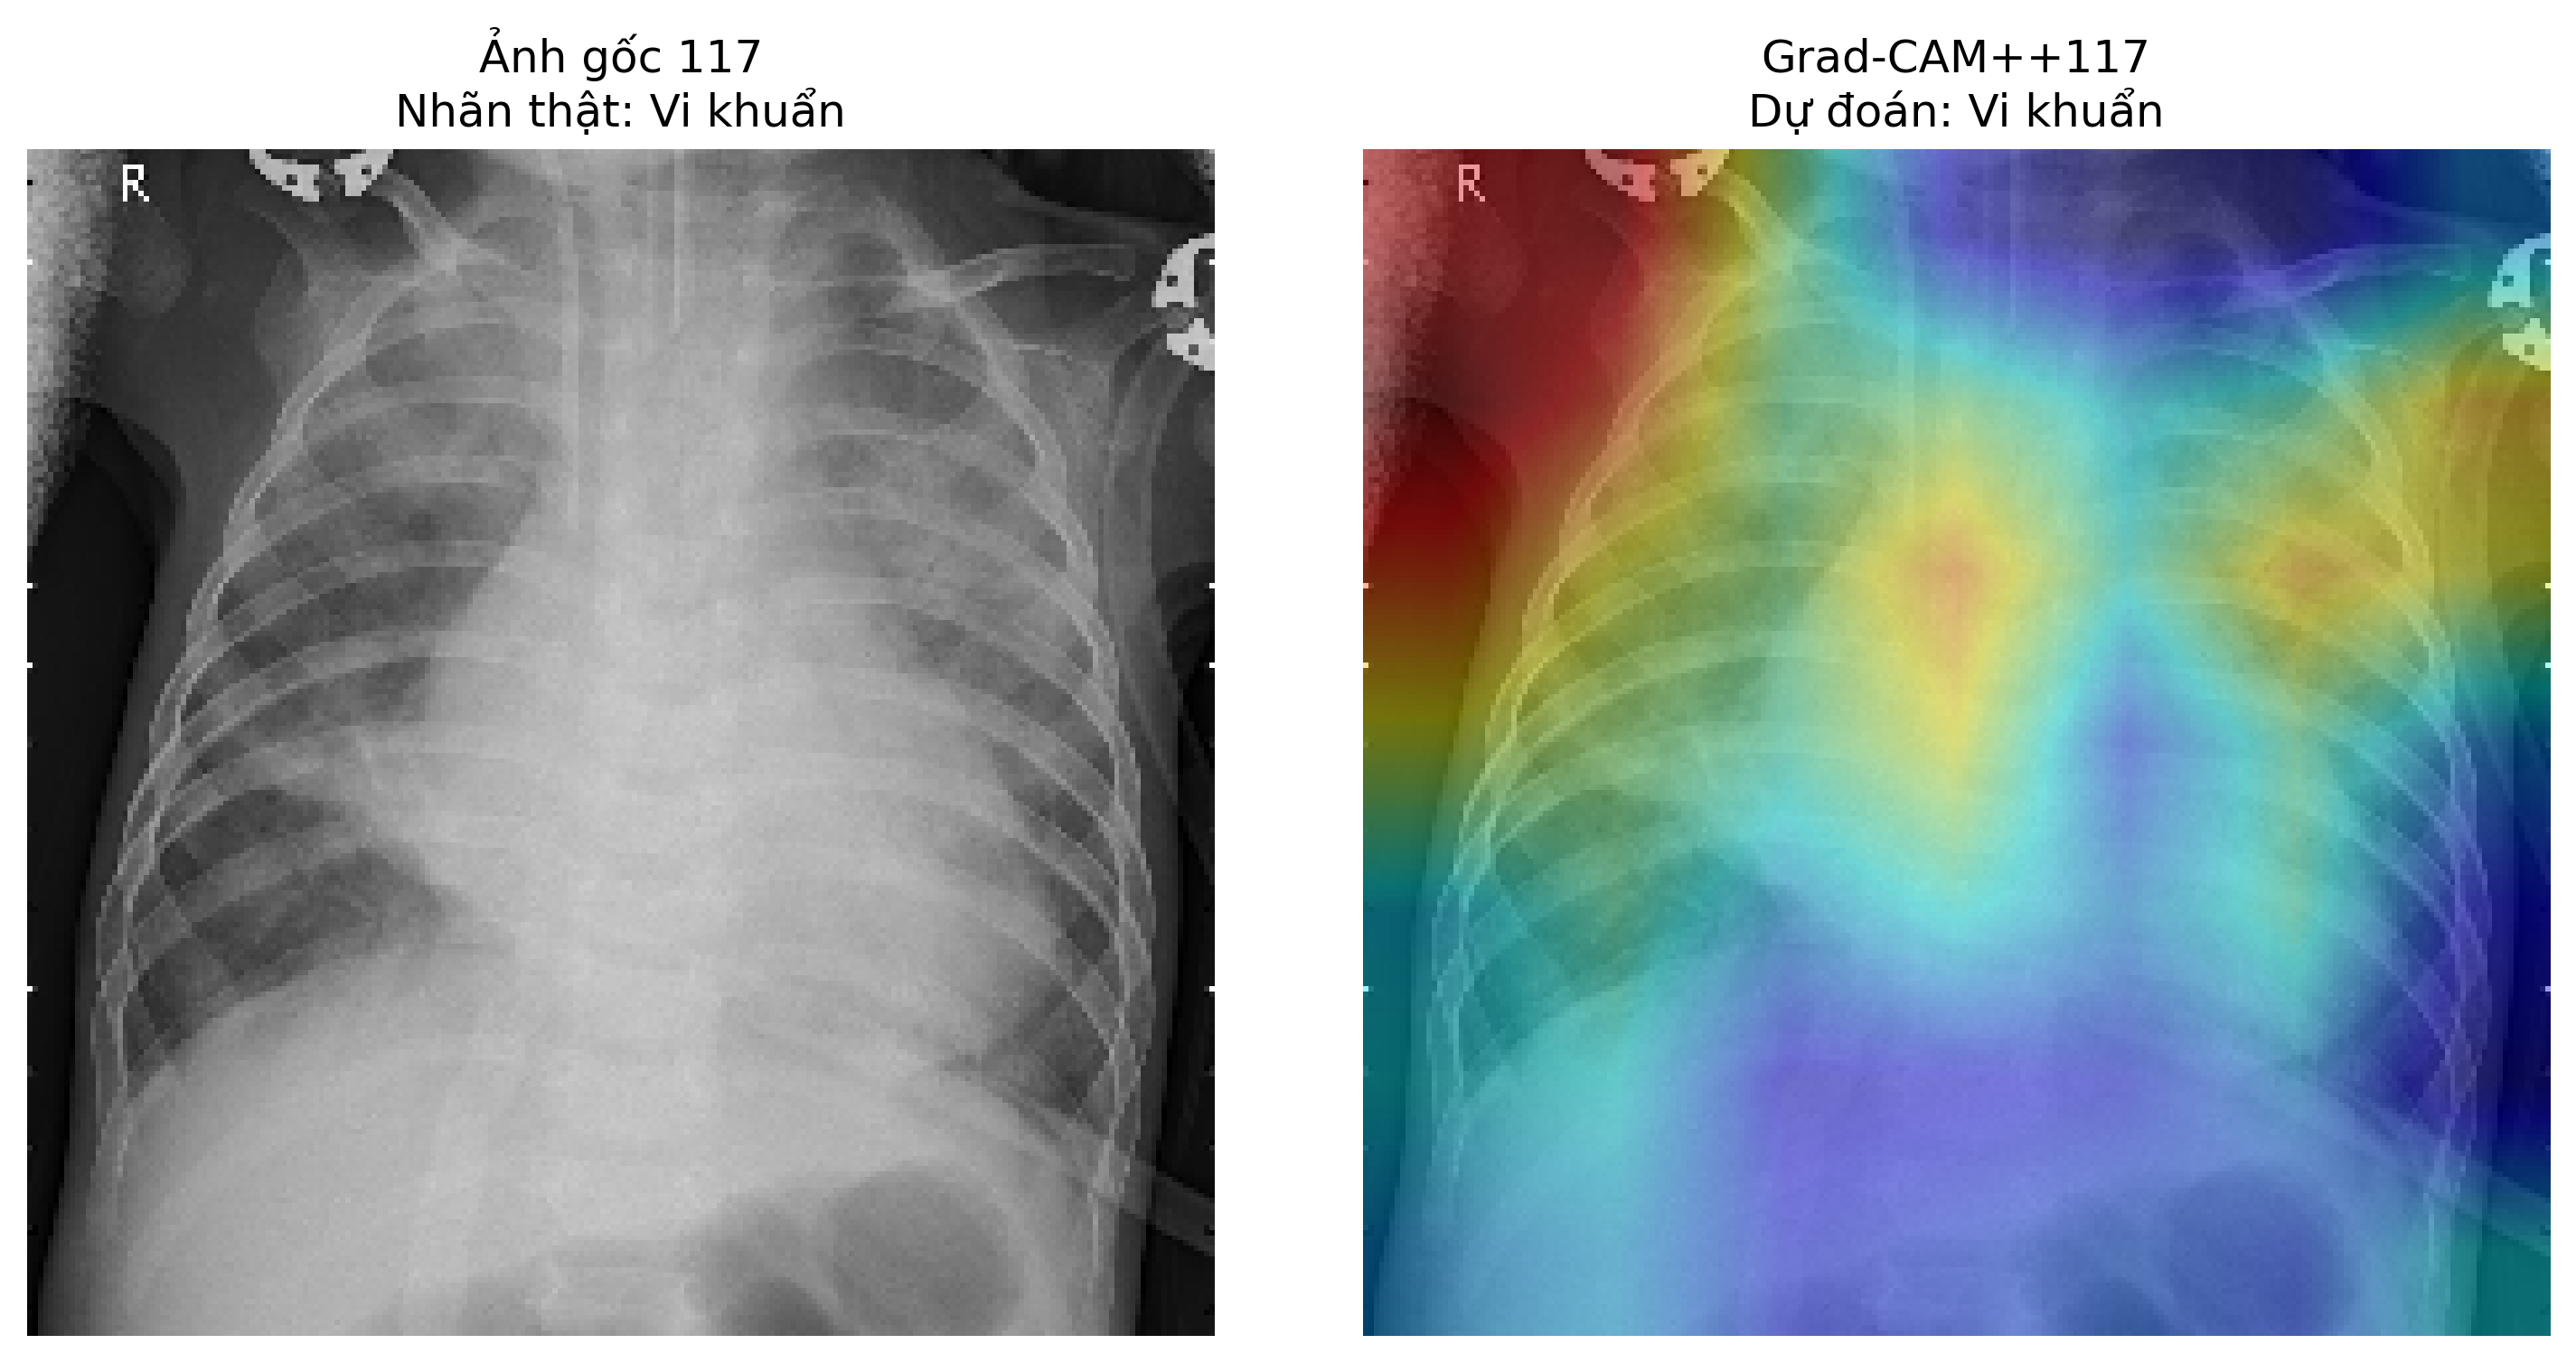 Ảnh gốc 117
Nhãn thật: Vi khuẩn
Grad-CAM++117
Dự đoán: Vi khuẩn
R
R